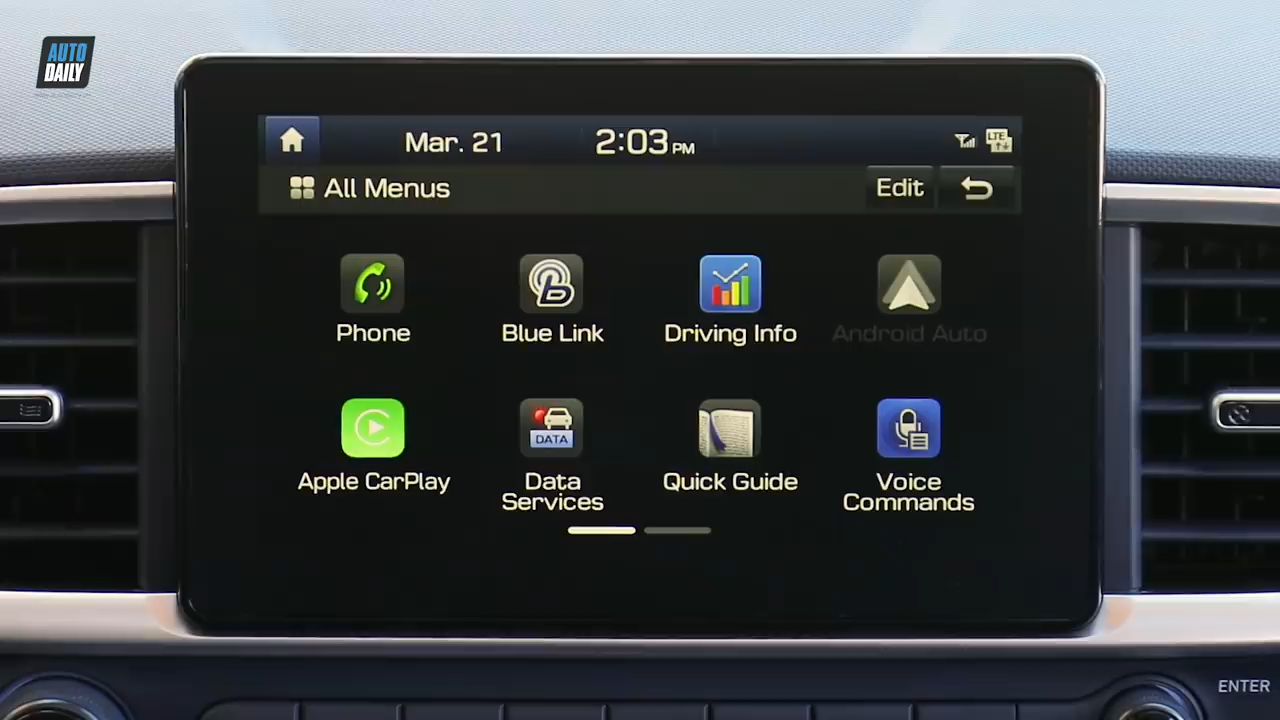 AUTO
DAILY
Mar. 21
2:03 PM
LTE
All Menus
Edit
Phone
Blue Link
Driving Info
Android Auto
Apple CarPlay
DATA
Data
Services
Quick Guide
Voice
Commands
ENTER